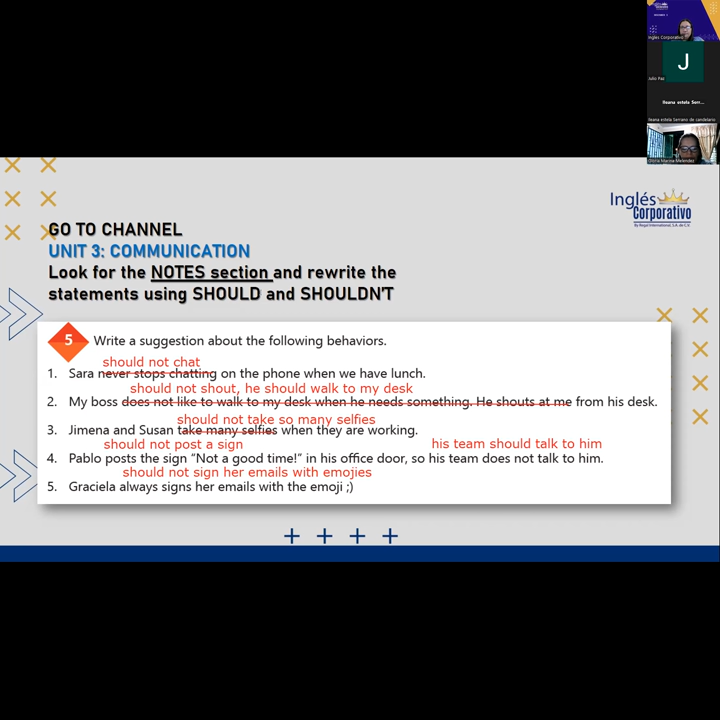 Inglés Corporativo
J
Julio Paz
Ileana estela Serr...
Ileana estela Serrano de candelario
Gloria Marina Melendez
Inglés
Corporativo
By Regal International, S.A. de C.V.
GO TO CHANNEL
UNIT 3: COMMUNICATION
Look for the NOTES section and rewrite the
statements using SHOULD and SHOULDN'T
5 Write a suggestion about the following behaviors.
should not chat
1. Sara never stops chatting on the phone when we have lunch.
should not shout, he should walk to my desk
2. My boss does not like to walk to my desk when he needs something. He shouts at me from his desk.
should not take so many selfies
3. Jimena and Susan take many selfies when they are working.
should not post a sign his team should talk to him
4. Pablo posts the sign “Not a good time!” in his office door, so his team does not talk to him.
should not sign her emails with emojies
5. Graciela always signs her emails with the emoji ;)